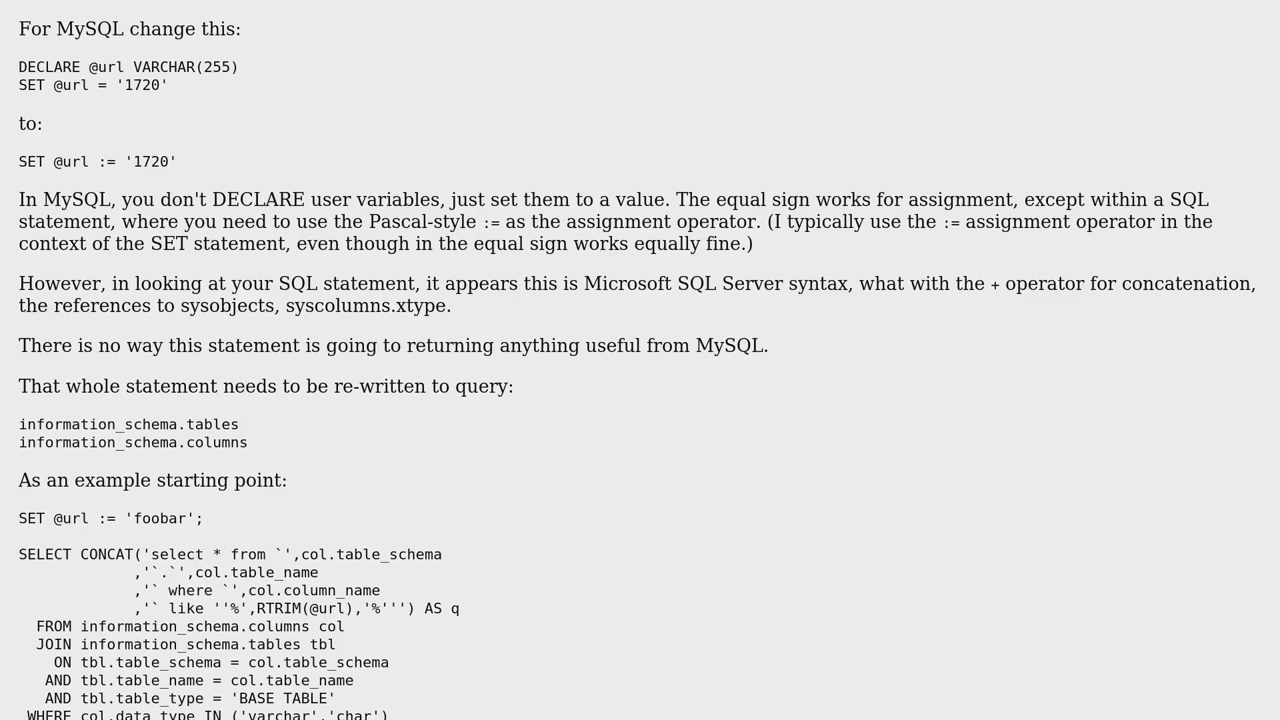 For MySQL change this:
DECLARE @url VARCHAR(255)
SET @url = '1720'
to:
SET @url := '1720'
In MySQL, you don't DECLARE user variables, just set them to a value. The equal sign works for assignment, except within a SQL
statement, where you need to use the Pascal-style := as the assignment operator. (I typically use the := assignment operator in the
context of the SET statement, even though in the equal sign works equally fine.)
However, in looking at your SQL statement, it appears this is Microsoft SQL Server syntax, what with the + operator for concatenation,
the references to sysobjects, syscolumns.xtype.
There is no way this statement is going to returning anything useful from MySQL.
That whole statement needs to be re-written to query:
information_schema.tables
information_schema.columns
As an example starting point:
SET @url := 'foobar';
SELECT CONCAT('select * from `',col.table_schema
,'`.`',col.table_name
,'` where `',col.column_name
,'` like ''%',RTRIM(@url),'%''') AS q
FROM information_schema.columns col
JOIN information_schema.tables tbl
ON tbl.table_schema = col.table_schema
AND tbl.table_name = col.table_name
AND tbl.table_type = 'BASE TABLE'
WHERE col.data_type IN ('varchar','char')